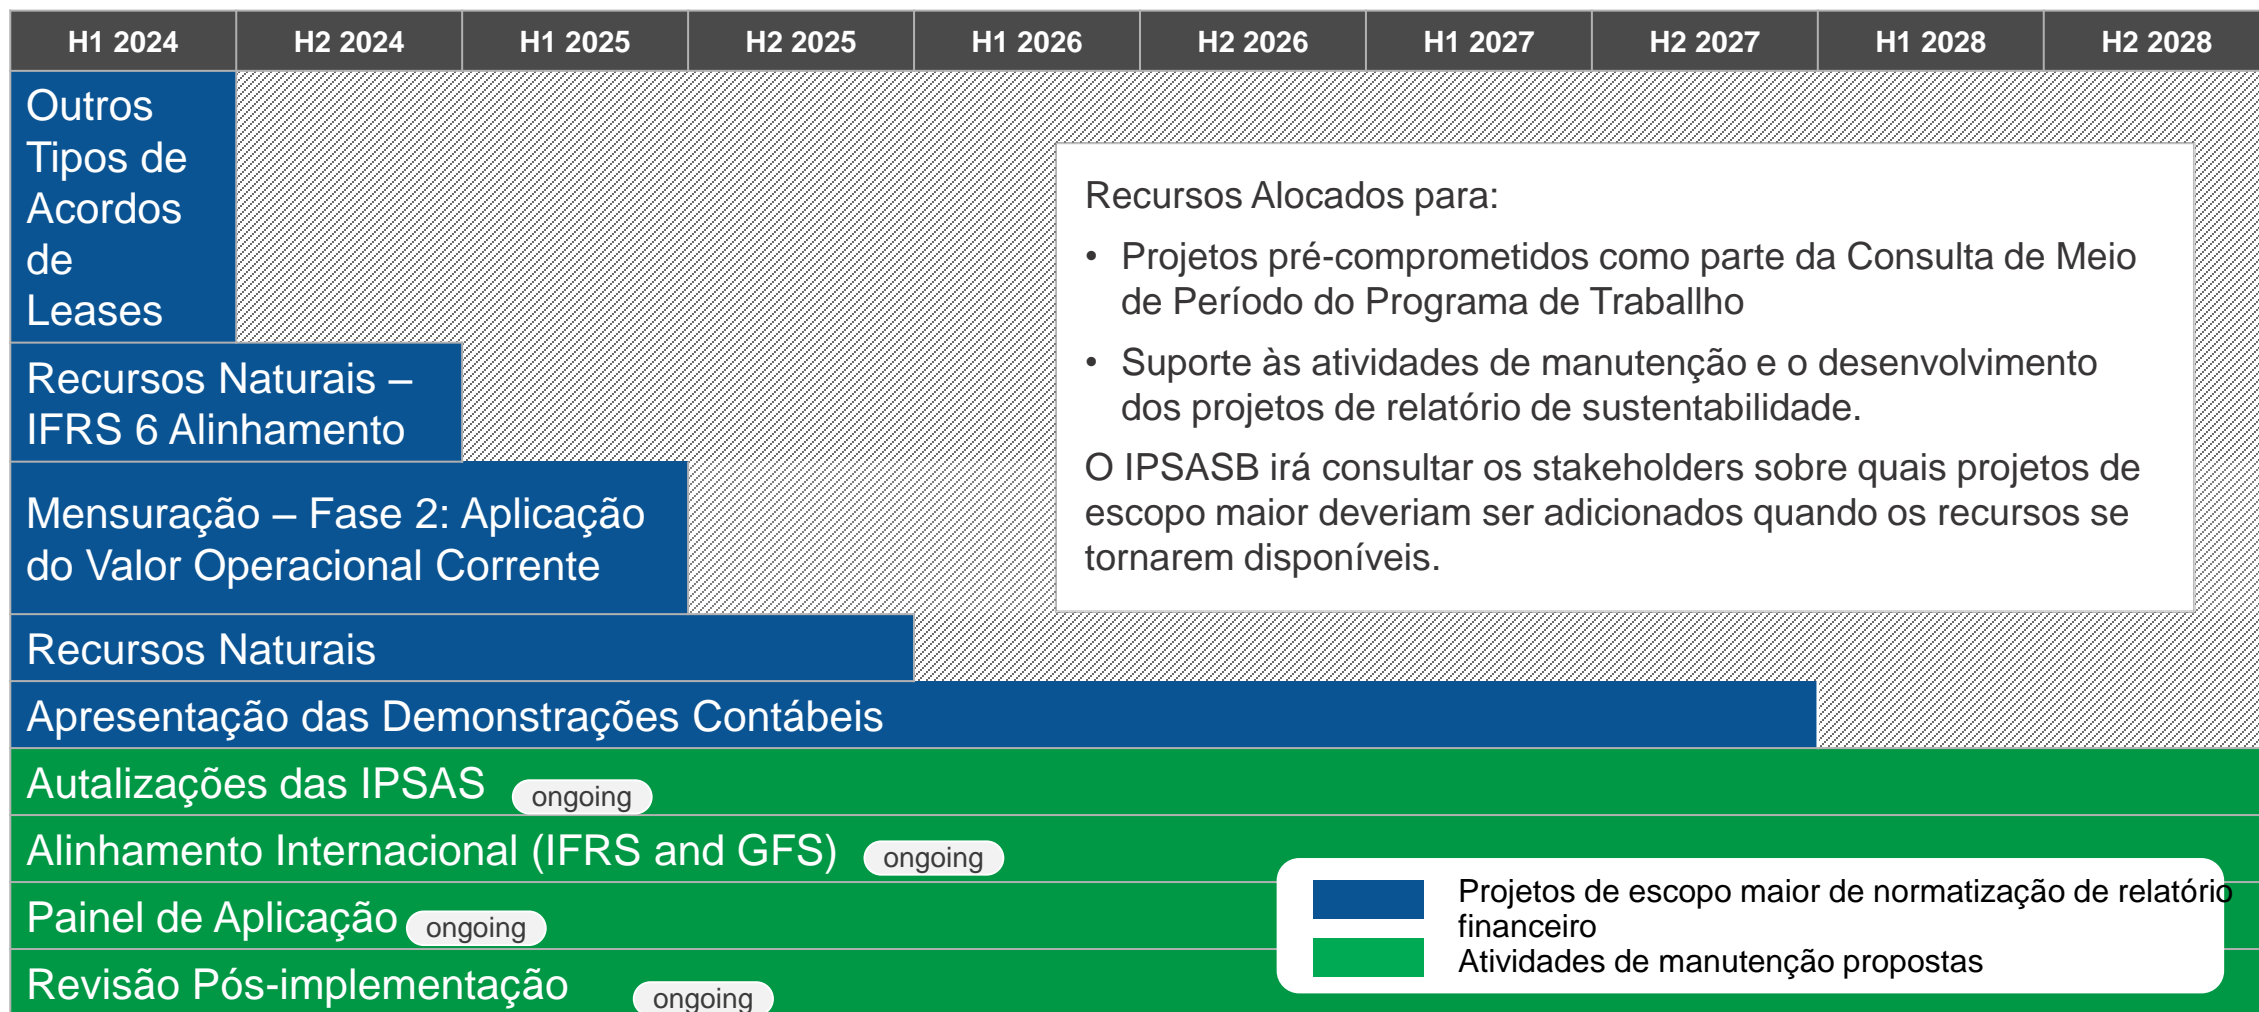 H1 2024 H2 2024 H1 2025 H2 2025 H1 2026 H2 2026 H1 2027 H2 2027 H1 2028 H2 2028
Outros
Tipos de
Acordos
de
Leases
Recursos Naturais –
IFRS 6 Alinhamento
Mensuração – Fase 2: Aplicação
do Valor Operacional Corrente
Recursos Naturais
Apresentação das Demonstrações Contábeis
Recursos Alocados para:
• Projetos pré-comprometidos como parte da Consulta de Meio
de Período do Programa de Traballho
• Suporte às atividades de manutenção e o desenvolvimento
dos projetos de relatório de sustentabilidade.
O IPSASB irá consultar os stakeholders sobre quais projetos de
escopo maior deveriam ser adicionados quando os recursos se
tornarem disponíveis.
Autalizações das IPSAS ongoing
Alinhamento Internacional (IFRS and GFS) ongoing
Painel de Aplicação ongoing
Revisão Pós-implementação ongoing
Projetos de escopo maior de normatização de relatório
financeiro
Atividades de manutenção propostas